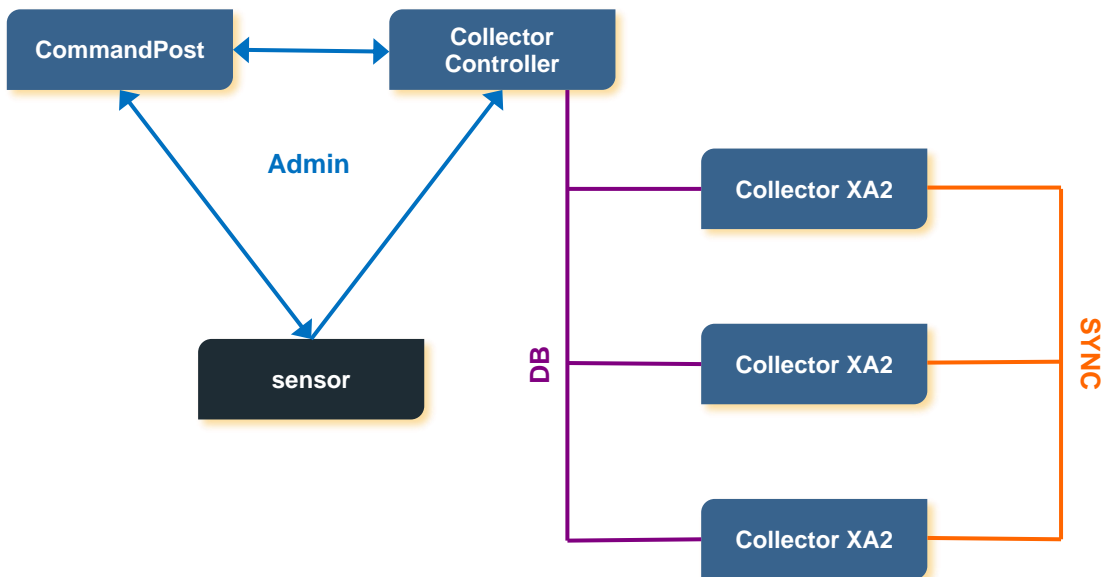 CommandPost
Collector
Controller
Admin
Collector XA2
sensor
DB
Collector XA2
SYNC
Collector XA2